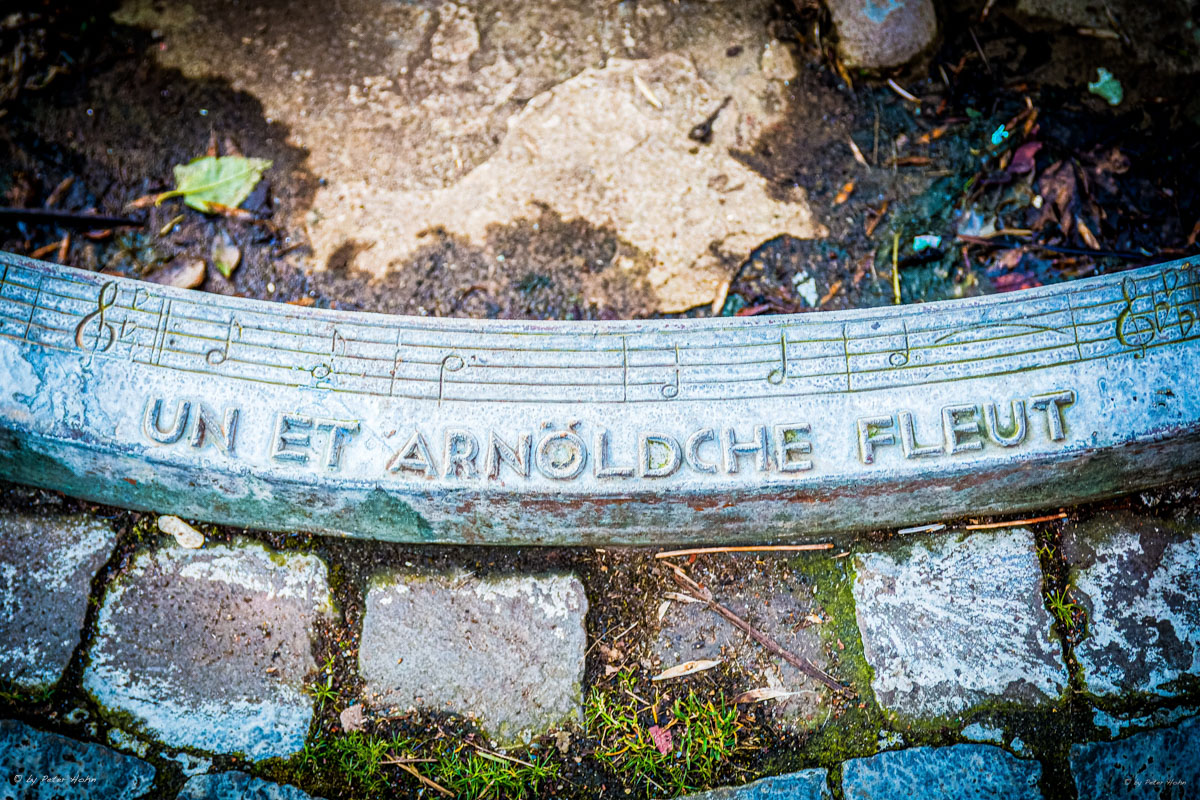 UN ET ARNÖLDCHE FLEUT
© by Peter Hohn
© by Peter Hohn